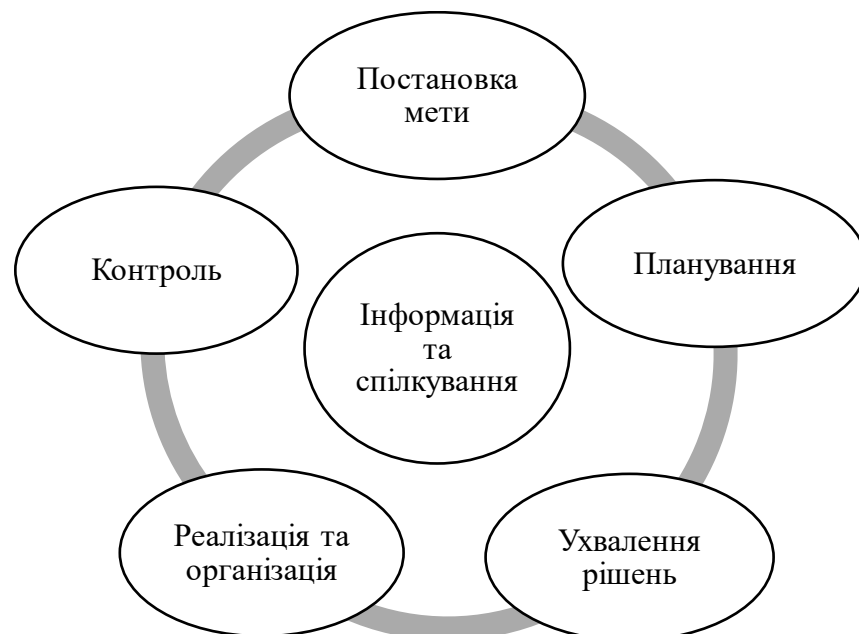 Постановка
мети
Планування
Контроль
Інформація
та
спілкування
Реалізація та
організація
Ухвалення
рішень